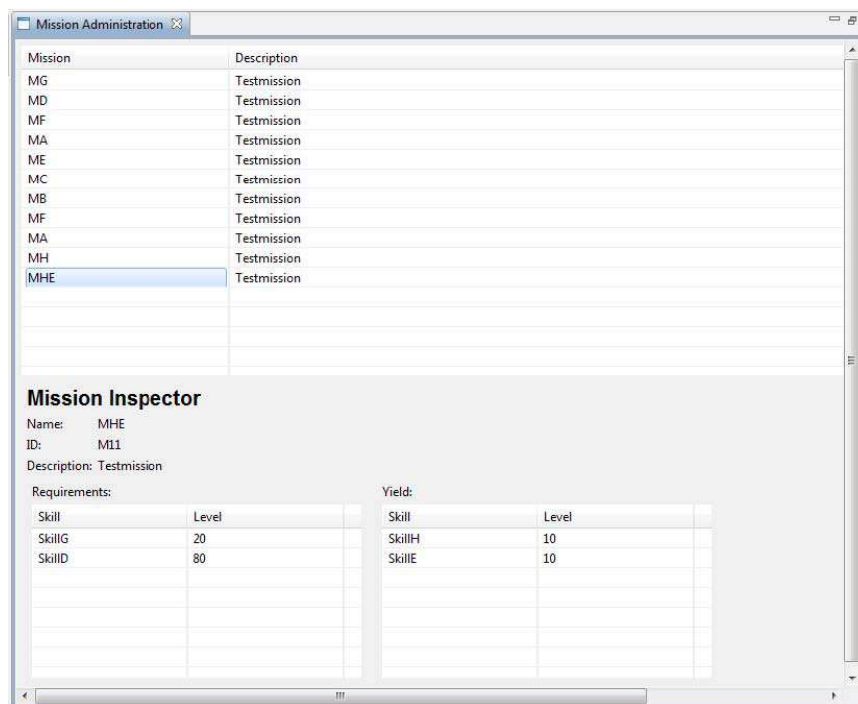 Mission Administration
Mission Description
MG Testmission
MD Testmission
MF Testmission
MA Testmission
ME Testmission
MC Testmission
MB Testmission
MF Testmission
MA Testmission
MH Testmission
MHE Testmission
Mission Inspector
Name: MHE
ID: M11
Description: Testmission
Requirements: Yield:
Skill Level Skill Level
SkillG 20 SkillH 10
SkillD 80 SkillE 10